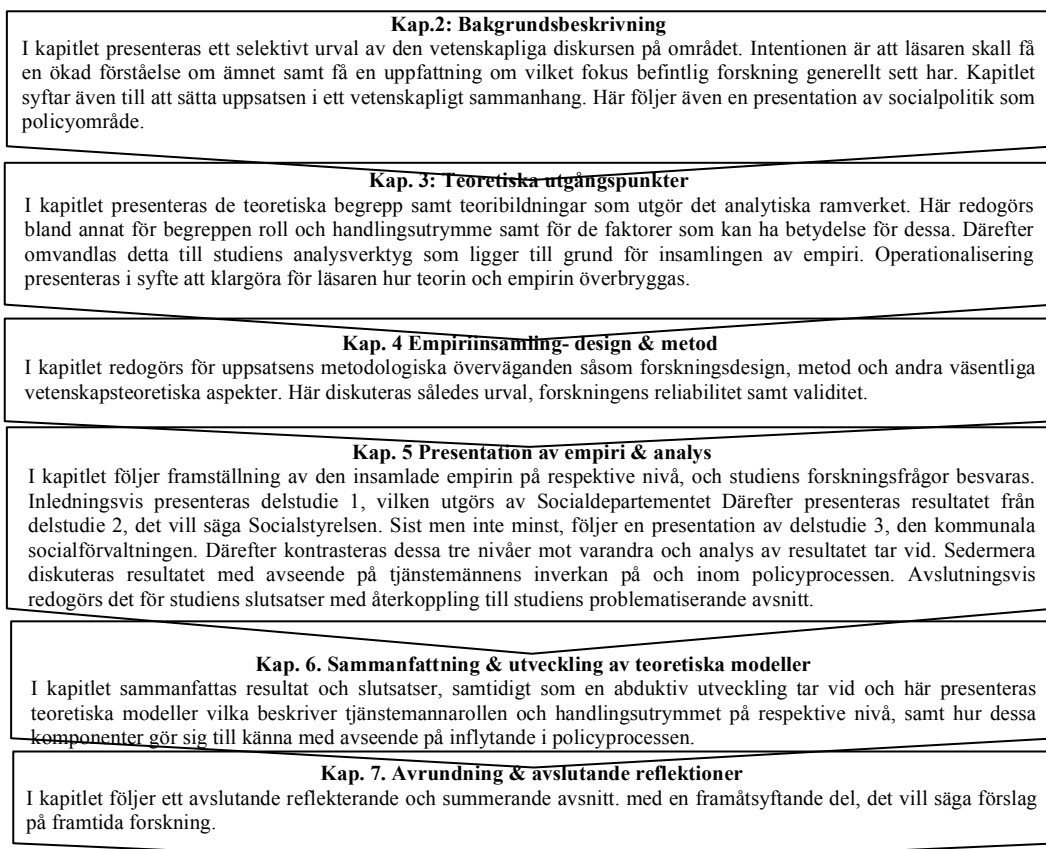 Kap.2: Bakgrundsbeskrivning
I kapitlet presenteras ett selektivt urval av den vetenskapliga diskursen på området. Intentionen är att läsaren skall få
en ökad förståelse om ämnet samt få en uppfattning om vilket fokus befintlig forskning generellt sett har. Kapitlet
syftar även till att sätta uppsatsen i ett vetenskapligt sammanhang. Här följer även en presentation av socialpolitik som
policyområde.
Kap. 3: Teoretiska utgångspunkter
I kapitlet presenteras de teoretiska begrepp samt teoribildningar som utgör det analytiska ramverket. Här redogörs
bland annat för begreppen roll och handlingsutrymme samt för de faktorer som kan ha betydelse för dessa. Därefter
omvandlas detta till studiens analysverktyg som ligger till grund för insamlingen av empiri. Operationalisering
presenteras i syfte att klargöra för läsaren hur teorin och empirin överbryggas.
Kap. 4 Empiriinsamling- design & metod
I kapitlet redogörs för uppsatsens metodologiska överväganden såsom forskningsdesign, metod och andra väsentliga
vetenskapsteoretiska aspekter. Här diskuteras således urval, forskningens reliabilitet samt validitet.
Kap. 5 Presentation av empiri & analys
I kapitlet följer framställning av den insamlade empirin på respektive nivå, och studiens forskningsfrågor besvaras.
Inledningsvis presenteras delstudie 1, vilken utgörs av Socialdepartementet Därefter presenteras resultatet från
delstudie 2, det vill säga Socialstyrelsen. Sist men inte minst, följer en presentation av delstudie 3, den kommunala
socialförvaltningen. Därefter kontrasteras dessa tre nivåer mot varandra och analys av resultatet tar vid. Sedermera
diskuteras resultatet med avseende på tjänstemännens inverkan på och inom policyprocessen. Avslutningsvis
redogörs det för studiens slutsatser med återkoppling till studiens problematiserande avsnitt.
Kap. 6. Sammanfattning & utveckling av teoretiska modeller
I kapitlet sammanfattas resultat och slutsatser, samtidigt som en abduktiv utveckling tar vid och här presenteras
teoretiska modeller vilka beskriver tjänstemannarollen och handlingsutrymmet på respektive nivå, samt hur dessa
komponenter gör sig till känna med avseende på inflytande i policyprocessen.
Kap. 7. Avrundning & avslutande reflektioner
I kapitlet följer ett avslutande reflekterande och summerande avsnitt. med en framåtsyftande del, det vill säga förslag
på framtida forskning.